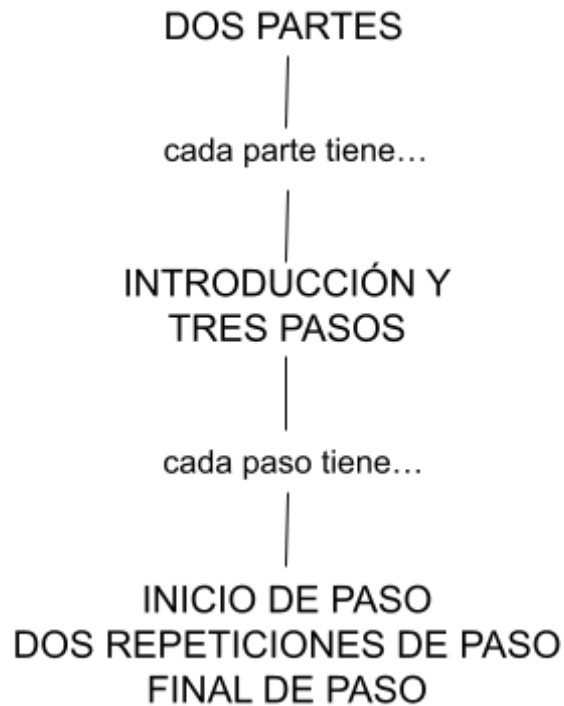 DOS PARTES
cada parte tiene…
INTRODUCCIÓN Y
TRES PASOS
cada paso tiene…
INICIO DE PASO
DOS REPETICIONES DE PASO
FINAL DE PASO